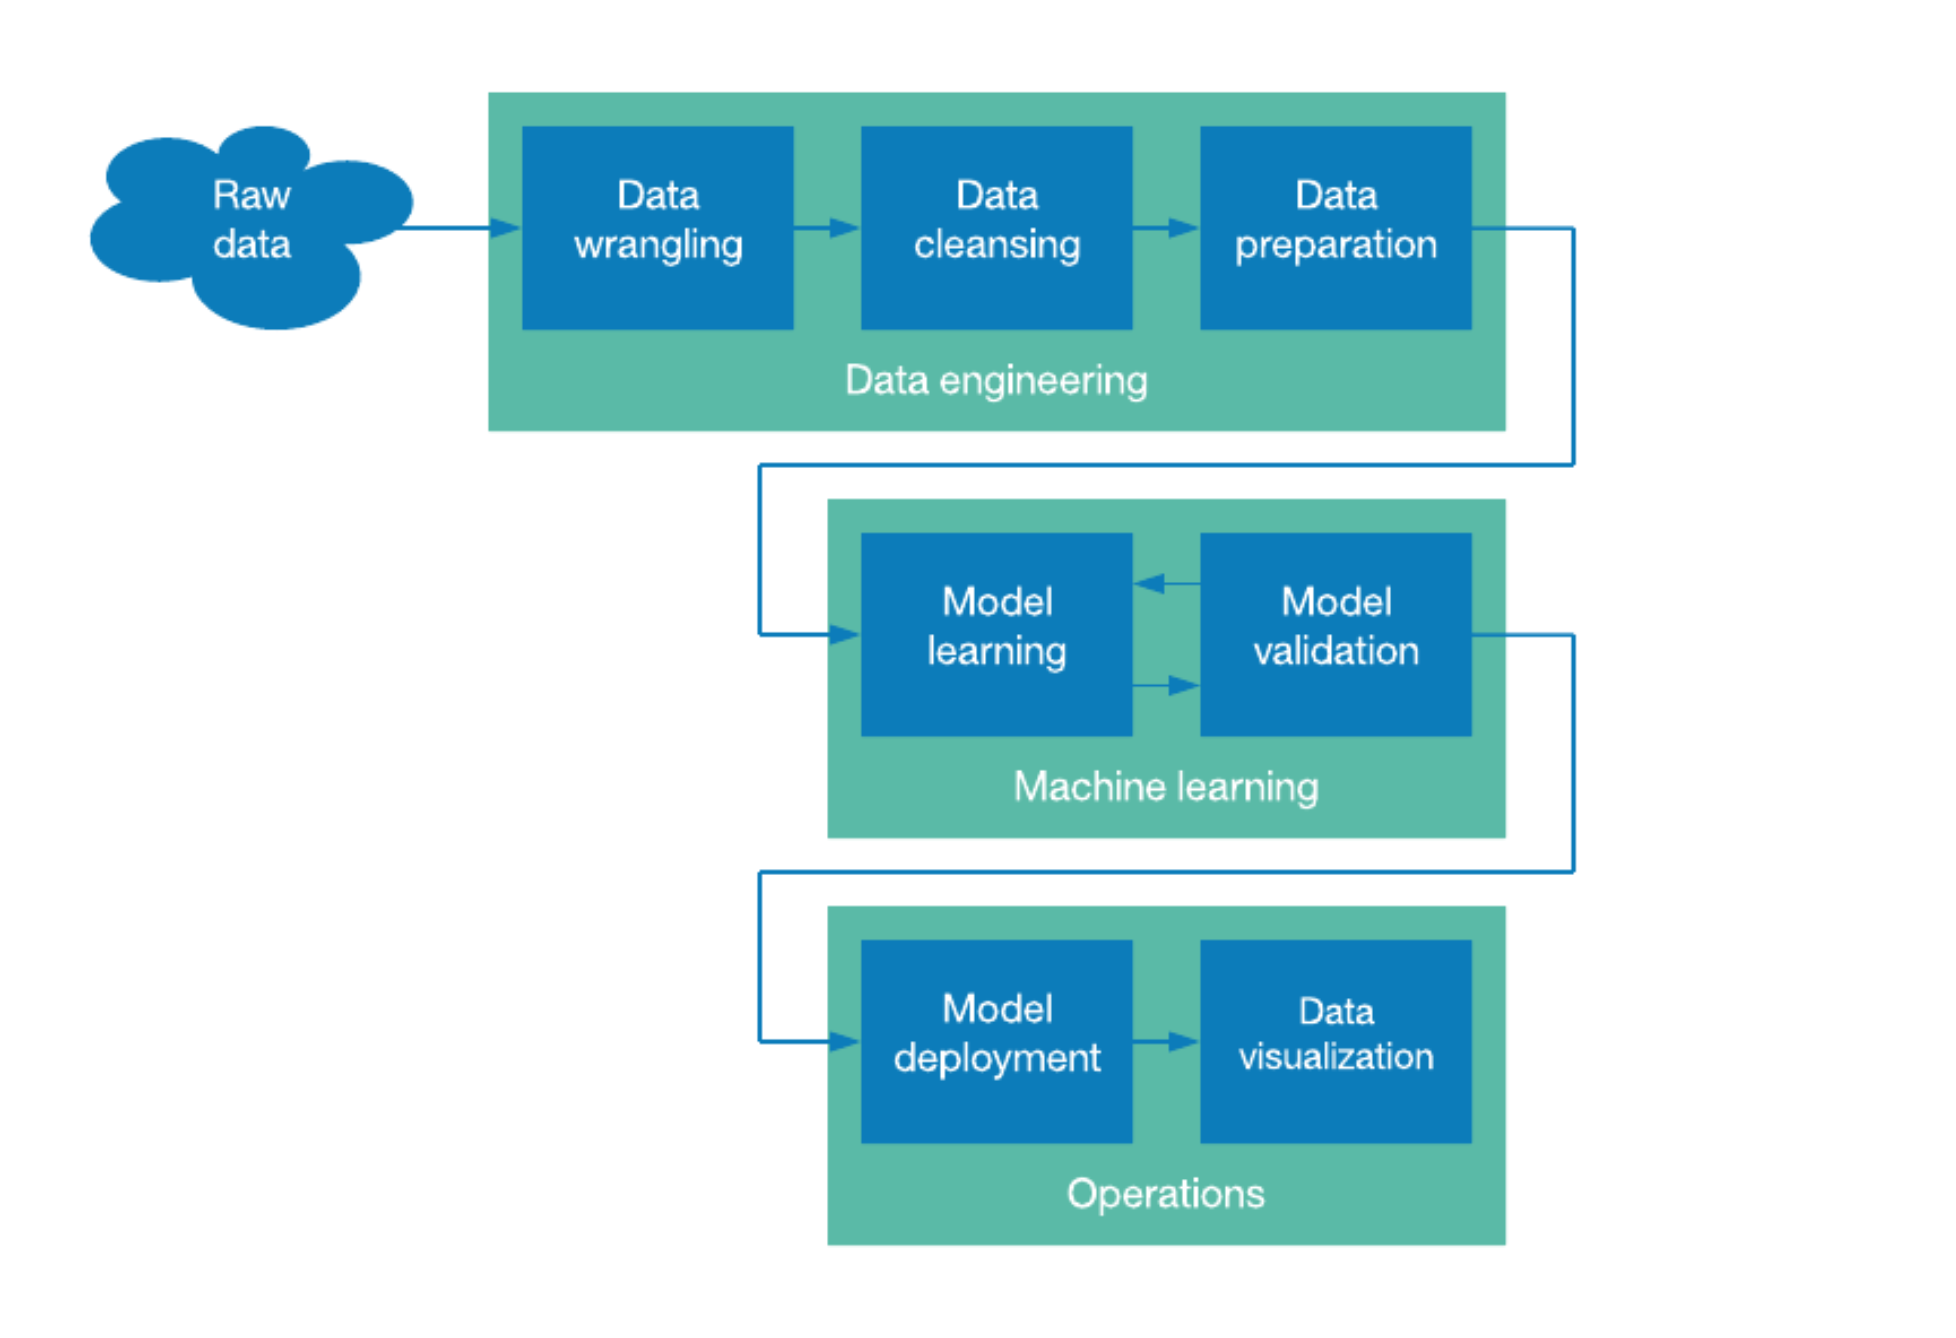 Raw
data
Data
wrangling
Data
cleansing
Data
preparation
Data engineering
Model
learning
Model
validation
Machine learning
Model
deployment
Data
visualization
Operations